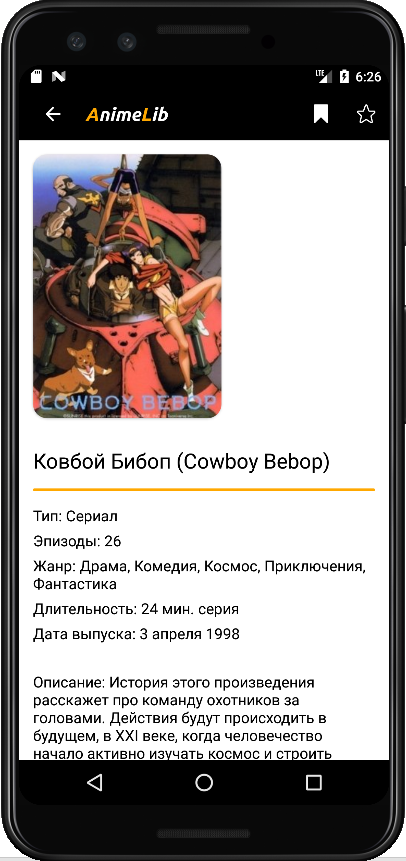 LTE 6:26
AnimeLib
COWBOY BEBOP
Ковбой Бибоп (Cowboy Bebop)
Тип: Сериал
Эпизоды: 26
Жанр: Драма, Комедия, Космос, Приключения,
Фантастика
Длительность: 24 мин. серия
Дата выпуска: 3 апреля 1998
Описание: История этого произведения
расскажет про команду охотников за
головами. Действия будут происходить в
будущем, в XXI веке, когда человечество
начало активно изучать космос и строить